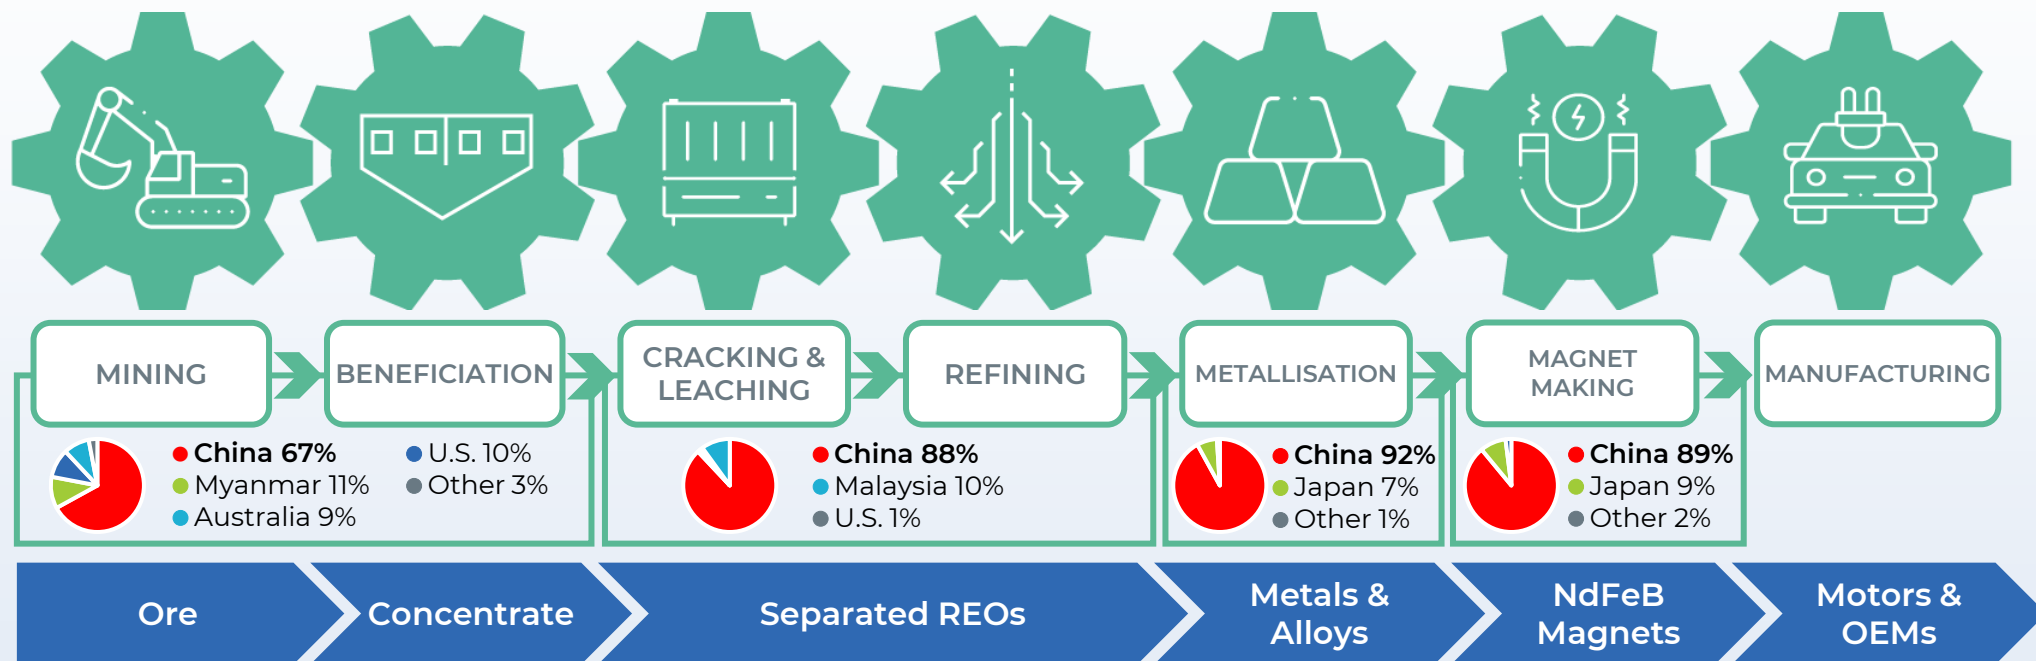 MINING
BENEFICIATION
CRACKING &
LEACHING
REFINING
METALLISATION
MAGNET
MAKING
MANUFACTURING
China 67%
Myanmar 11%
Australia 9%
U.S. 10%
Other 3%
China 88%
Malaysia 10%
U.S. 1%
China 92%
Japan 7%
Other 1%
China 89%
Japan 9%
Other 2%
Ore
Concentrate
Separated REOs
Metals &
Alloys
NdFeB
Magnets
Motors &
OEMs